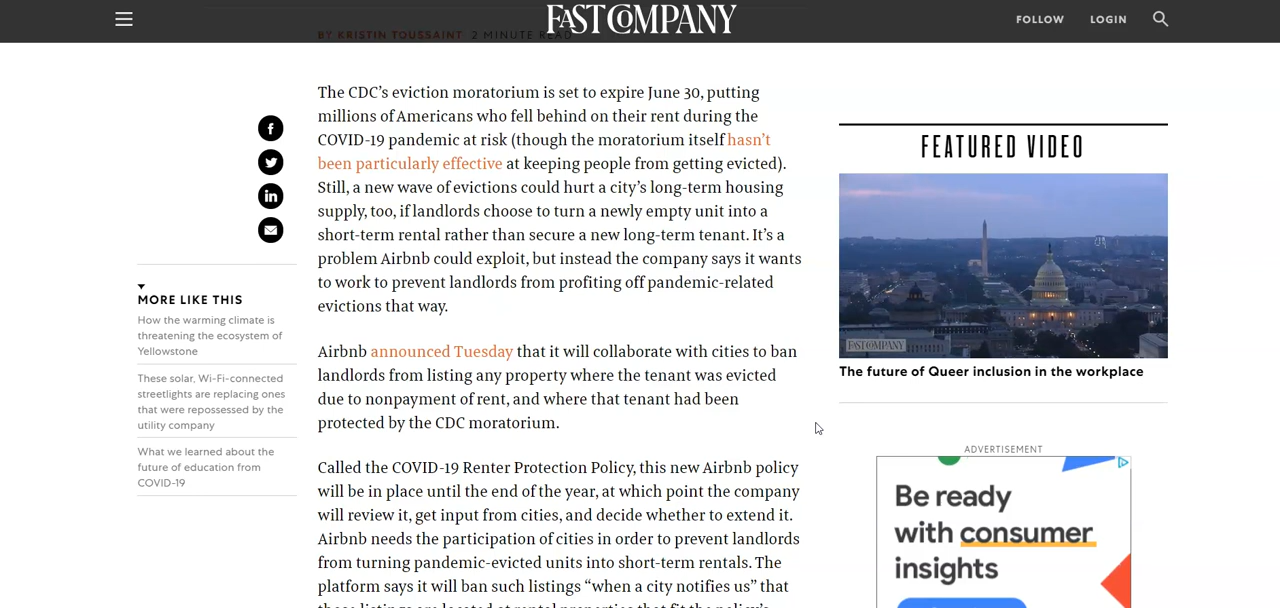 FAST COMPANY
FOLLOW
LOGIN
BY KRISTIN TOUSSAINT 2 MINUTE READ
The CDC’s eviction moratorium is set to expire June 30, putting
millions of Americans who fell behind on their rent during the
COVID-19 pandemic at risk (though the moratorium itself hasn’t
been particularly effective at keeping people from getting evicted).
Still, a new wave of evictions could hurt a city’s long-term housing
supply, too, if landlords choose to turn a newly empty unit into a
short-term rental rather than secure a new long-term tenant. It’s a
problem Airbnb could exploit, but instead the company says it wants
to work to prevent landlords from profiting off pandemic-related
evictions that way.
Airbnb announced Tuesday that it will collaborate with cities to ban
landlords from listing any property where the tenant was evicted
due to nonpayment of rent, and where that tenant had been
protected by the CDC moratorium.
Called the COVID-19 Renter Protection Policy, this new Airbnb policy
will be in place until the end of the year, at which point the company
will review it, get input from cities, and decide whether to extend it.
Airbnb needs the participation of cities in order to prevent landlords
from turning pandemic-evicted units into short-term rentals. The
platform says it will ban such listings “when a city notifies us” that
these listings are located at rental properties that fit the policy’s
MORE LIKE THIS
How the warming climate is
threatening the ecosystem of
Yellowstone
These solar, Wi-Fi-connected
streetlights are replacing ones
that were repossessed by the
utility company
What we learned about the
future of education from
COVID-19
FEATURED VIDEO
FAST COMPANY
The future of Queer inclusion in the workplace
ADVERTISEMENT
Be ready
with consumer
insights